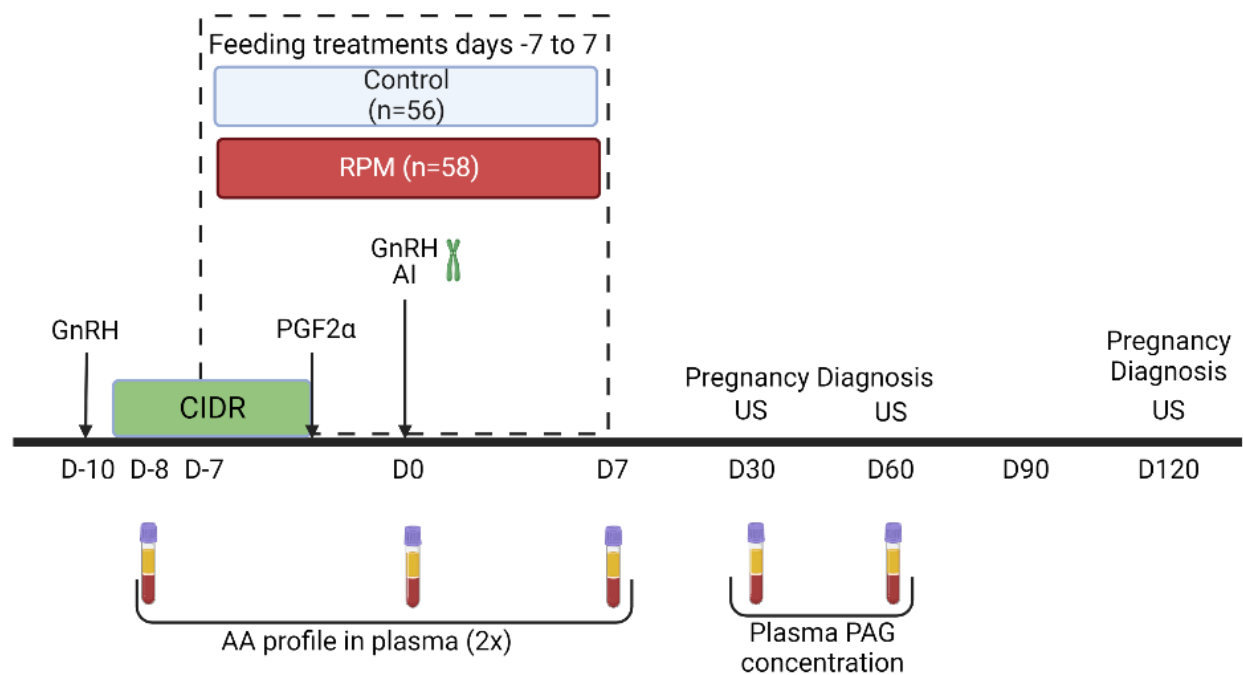 Feeding treatments days -7 to 7
Control
(n=56)
RPM (n=58)
GnRH
AI
GnRH
PGF2α
CIDR
Pregnancy Diagnosis
US
US
Pregnancy
Diagnosis
US
D-10
D-8
D-7
D0
D7
D30
D60
D90
D120
AA profile in plasma (2x)
Plasma PAG
concentration